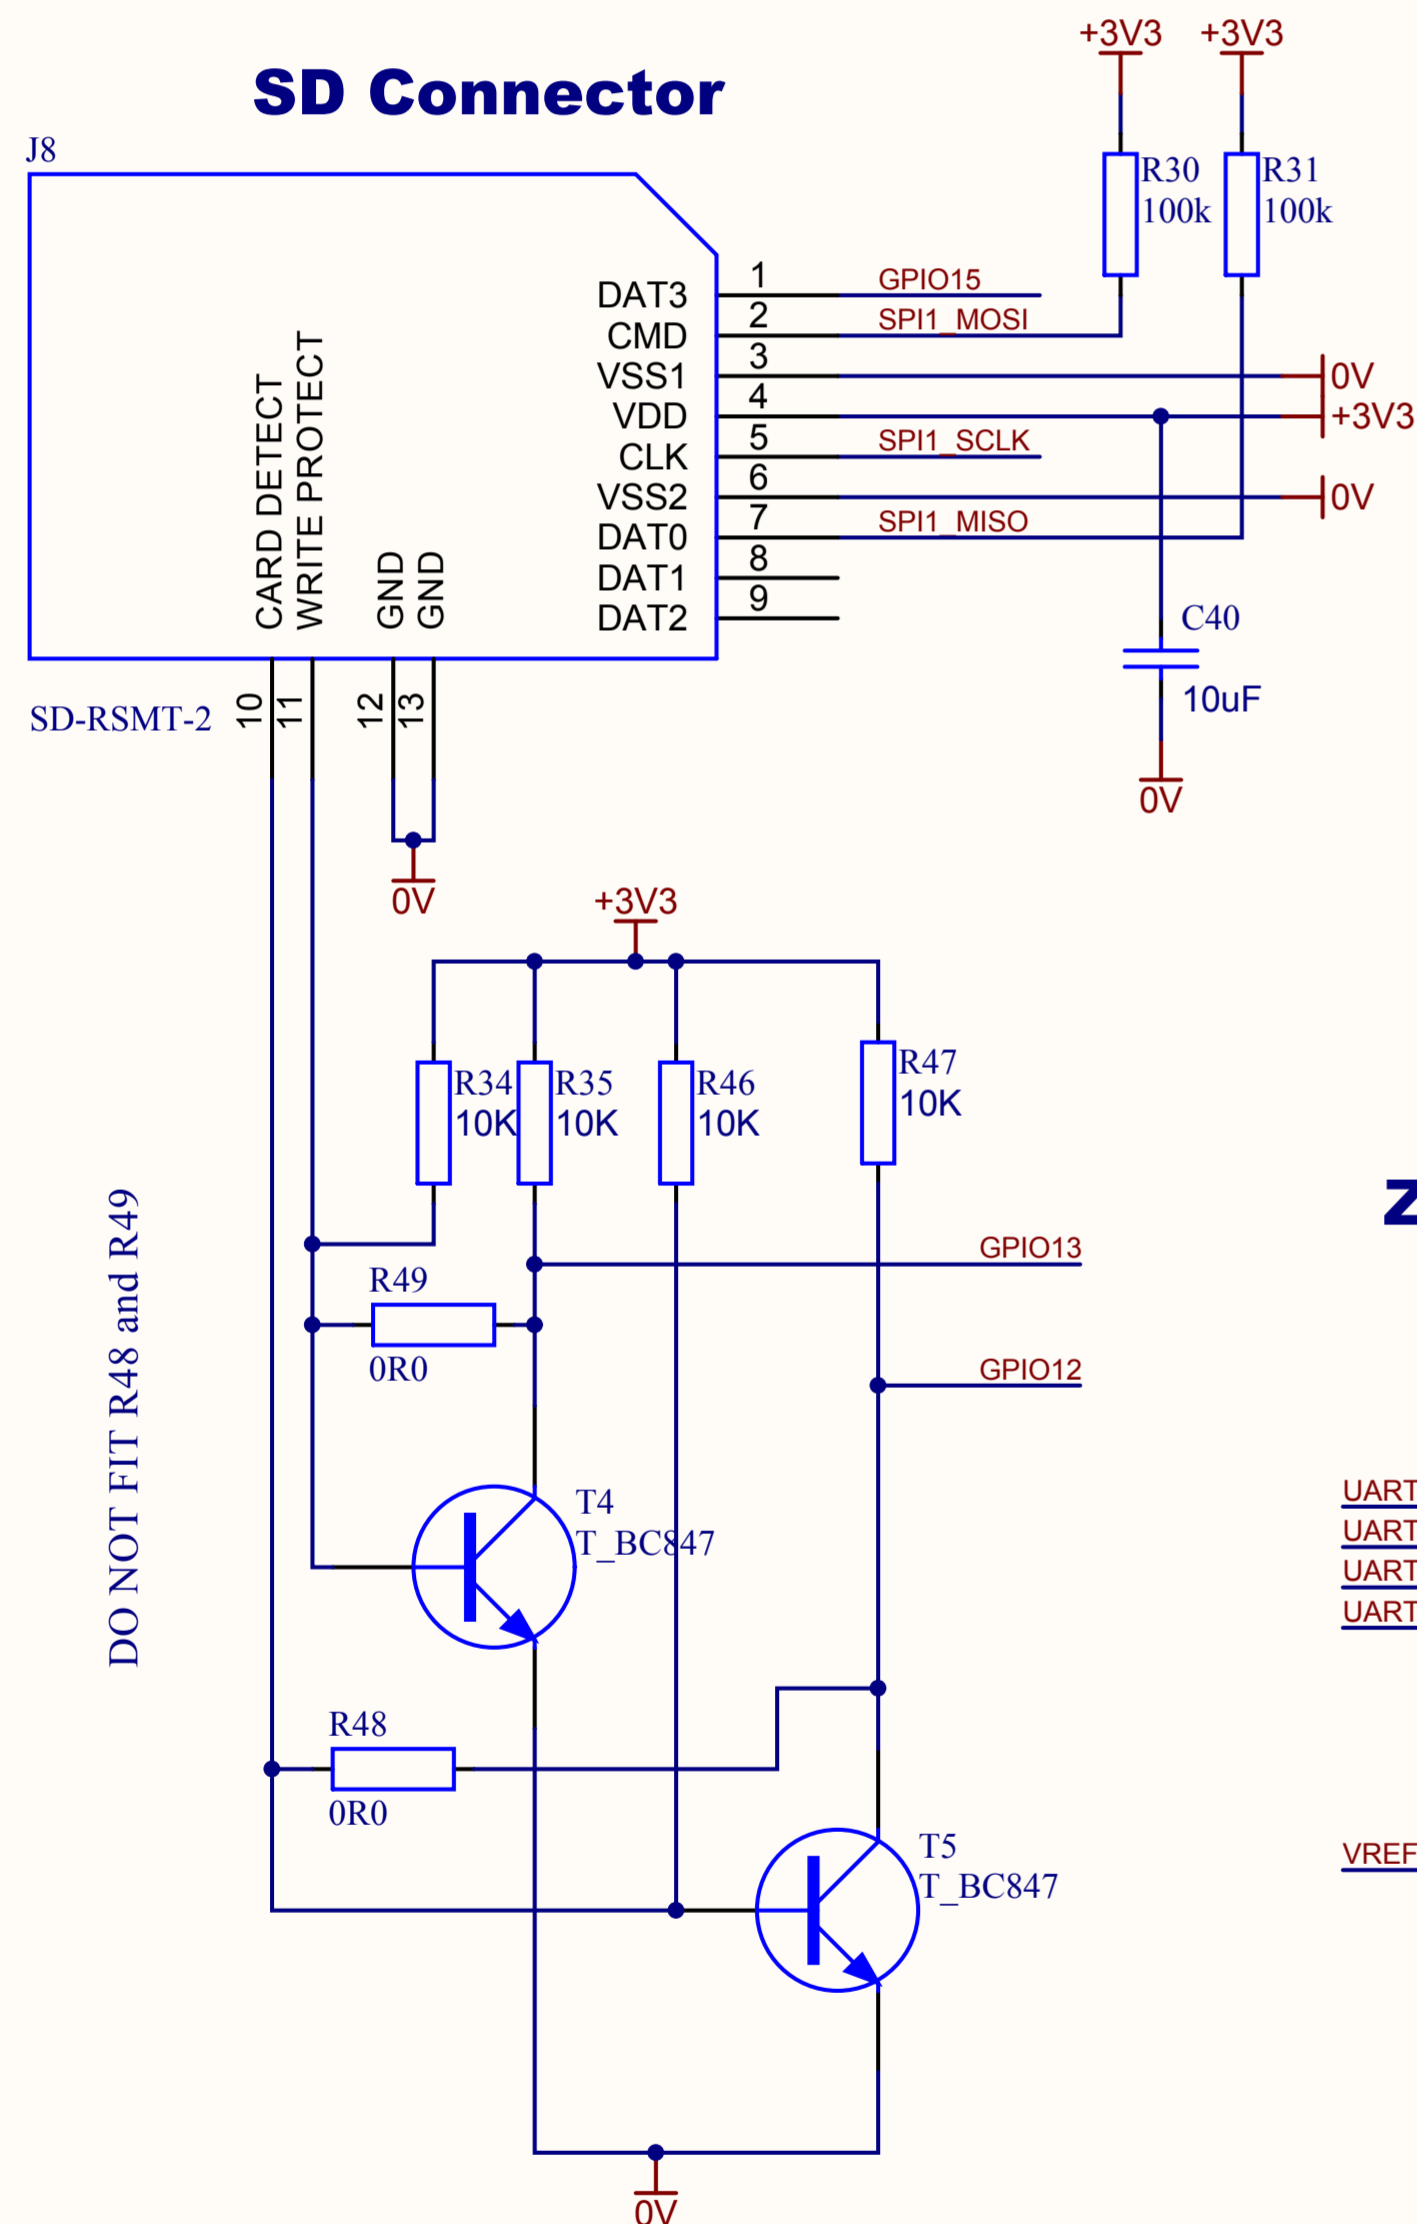 +3V3
+3V3
SD Connector
J8
R30
100k
R31
100k
DAT3
1
GPIO15
CMD
2
SPI1_MOSI
VSS1
3
0V
VDD
4
+3V3
CLK
5
SPI1_SCLK
VSS2
6
0V
DAT0
7
SPI1_MISO
DAT1
8
DAT2
9
CARD DETECT
WRITE PROTECT
GND
GND
C40
10uF
0V
SD-RSMT-2
10
11
12
13
0V
+3V3
R34
10K
R35
10K
R46
10K
R47
10K
DO NOT FIT R48 and R49
Z
GPIO13
R49
0R0
GPIO12
T4
T_BC847
UART
UART
UART
UART
R48
0R0
T5
T_BC847
VREF
0V